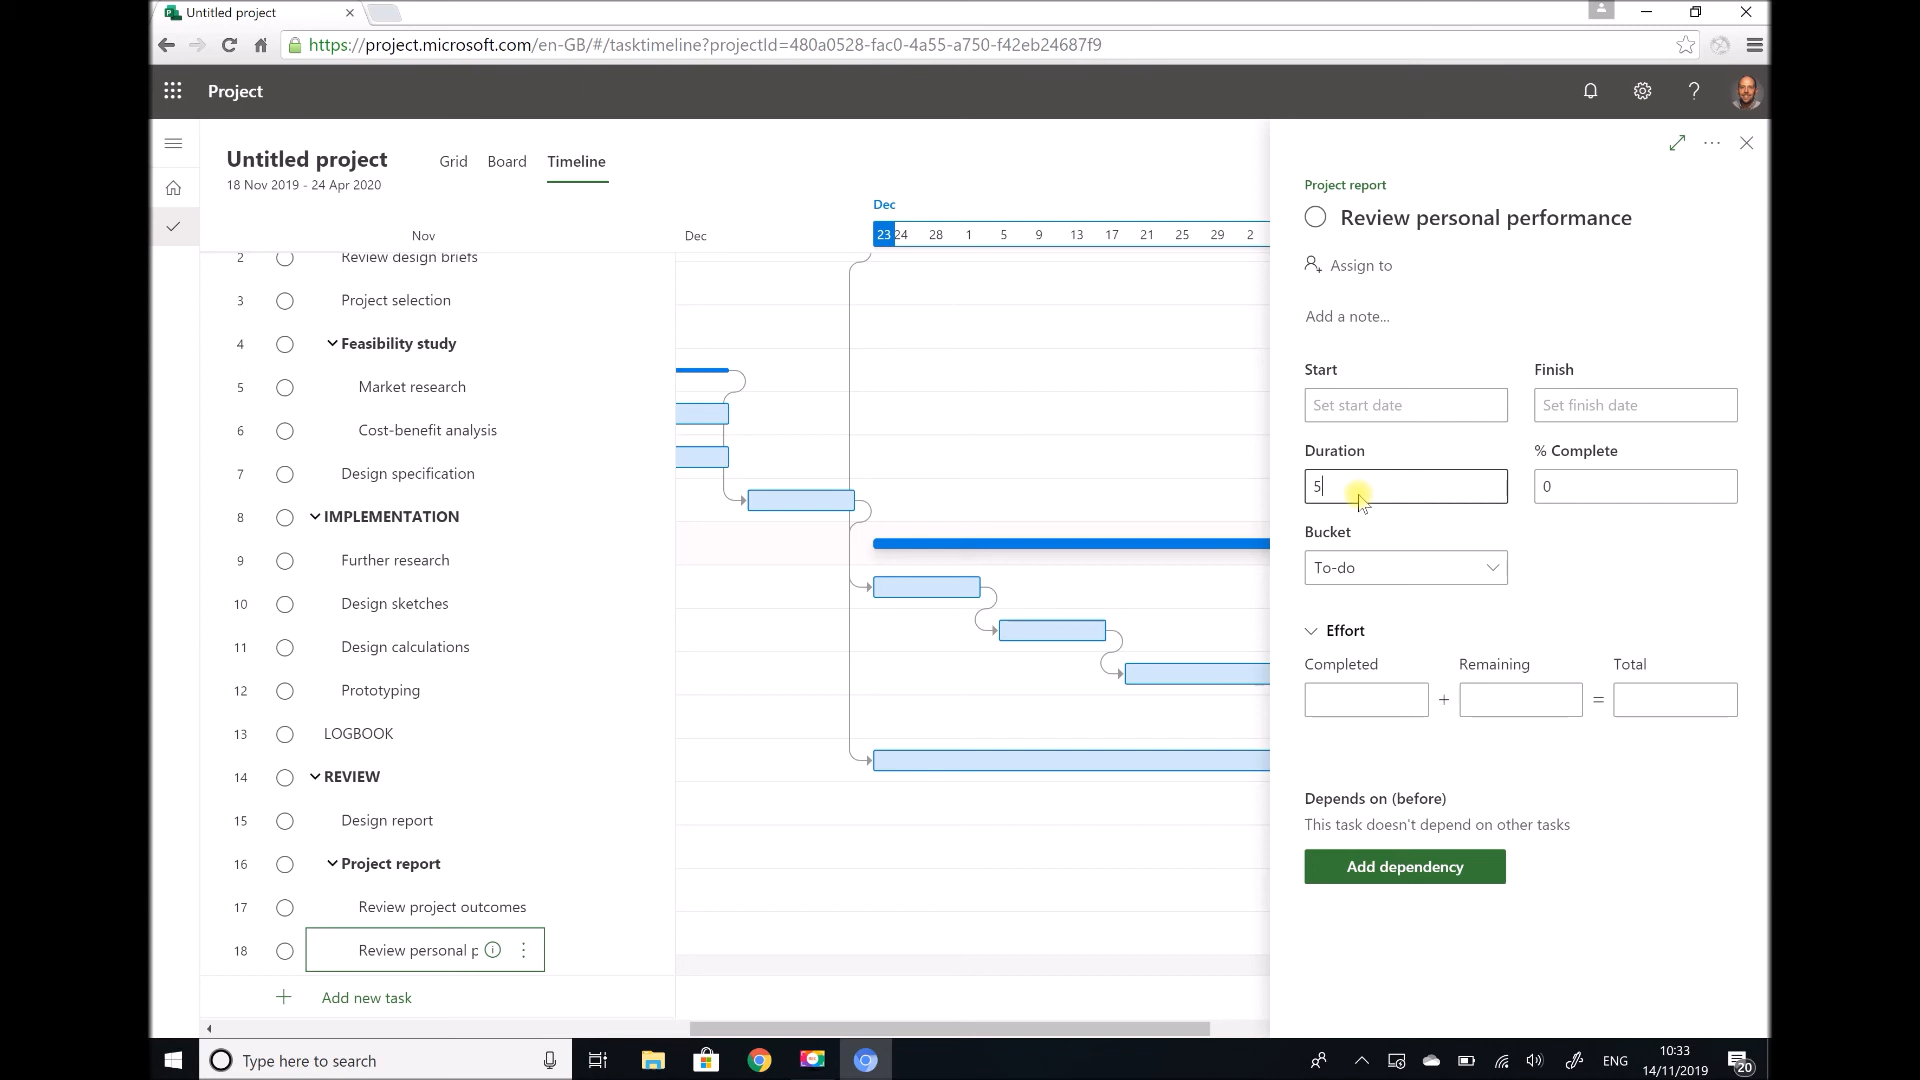 Untitled project
https://project.microsoft.com/en-GB/#/tasktimeline?projectId=480a0528-fac0-4a55-a750-f42eb24687f9
Project
Untitled project
Grid Board Timeline
18 Nov 2019 - 24 Apr 2020
Dec
Nov Dec
23 24 28 1 5 9 13 17 21 25 29 2
2 Review design briefs
3 Project selection
4 Feasibility study
5 Market research
6 Cost-benefit analysis
7 Design specification
8 IMPLEMENTATION
9 Further research
10 Design sketches
11 Design calculations
12 Prototyping
13 LOGBOOK
14 REVIEW
15 Design report
16 Project report
17 Review project outcomes
18 Review personal p
Add new task
Project report
Review personal performance
Assign to
Add a note...
Start Finish
Set start date Set finish date
Duration % Complete
5 0
Bucket
To-do
Effort
Completed Remaining Total
+ =
Depends on (before)
This task doesn't depend on other tasks
Add dependency
Type here to search
ENG
10:33
14/11/2019
20